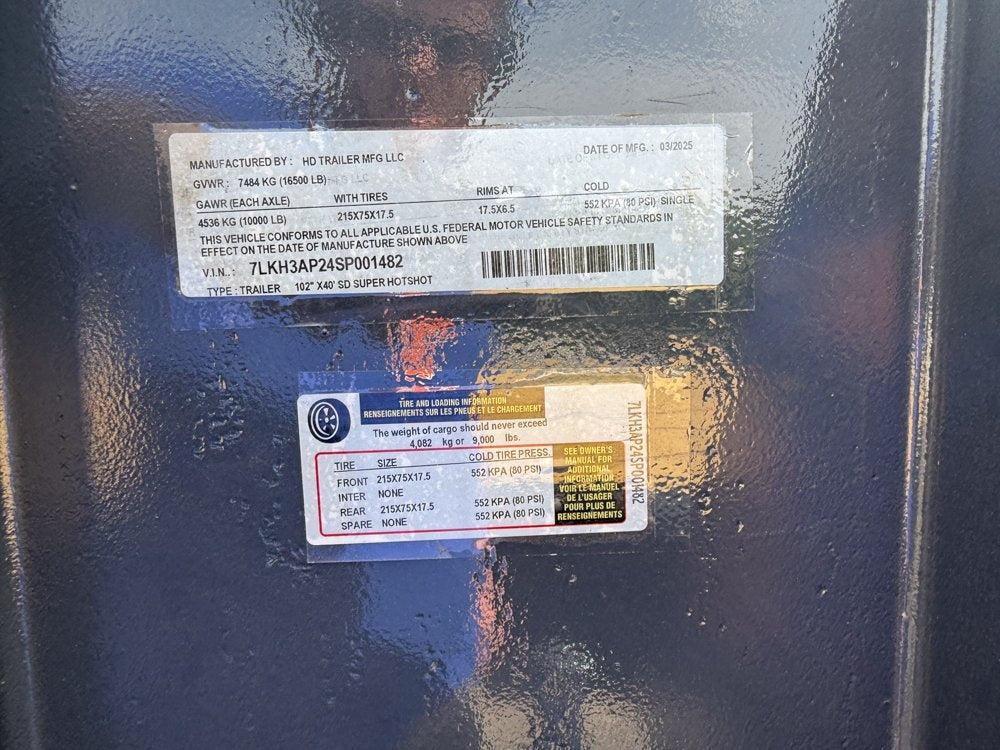 MANUFACTURED BY : HD TRAILER MFG LLC DATE OF MFG. : 03/2025
GVWR : 7484 KG (16500 LB)
GAWR (EACH AXLE) WITH TIRES RIMS AT COLD
4536 KG (10000 LB) 215X75X17.5 17.5X6.5 552 KPA (80 PSI) SINGLE
THIS VEHICLE CONFORMS TO ALL APPLICABLE U.S. FEDERAL MOTOR VEHICLE SAFETY STANDARDS IN
EFFECT ON THE DATE OF MANUFACTURE SHOWN ABOVE
V.I.N.: 7LKH3AP24SP001482
TYPE : TRAILER 102" X40' SD SUPER HOTSHOT
TIRE AND LOADING INFORMATION
RENSEIGNEMENTS SUR LES PNEUS ET LE CHARGEMENT
The weight of cargo should never exceed
4,082 kg or 9,000 lbs.
TIRE SIZE COLD TIRE PRESS.
FRONT 215X75X17.5 552 KPA (80 PSI)
INTER NONE
REAR 215X75X17.5 552 KPA (80 PSI)
SPARE NONE 552 KPA (80 PSI)
SEE OWNER'S
MANUAL FOR
ADDITIONAL
INFORMATION
VOIR LE MANUEL
DE L'USAGER
POUR PLUS DE
RENSEIGNEMENTS
7LKH3AP24SP001482